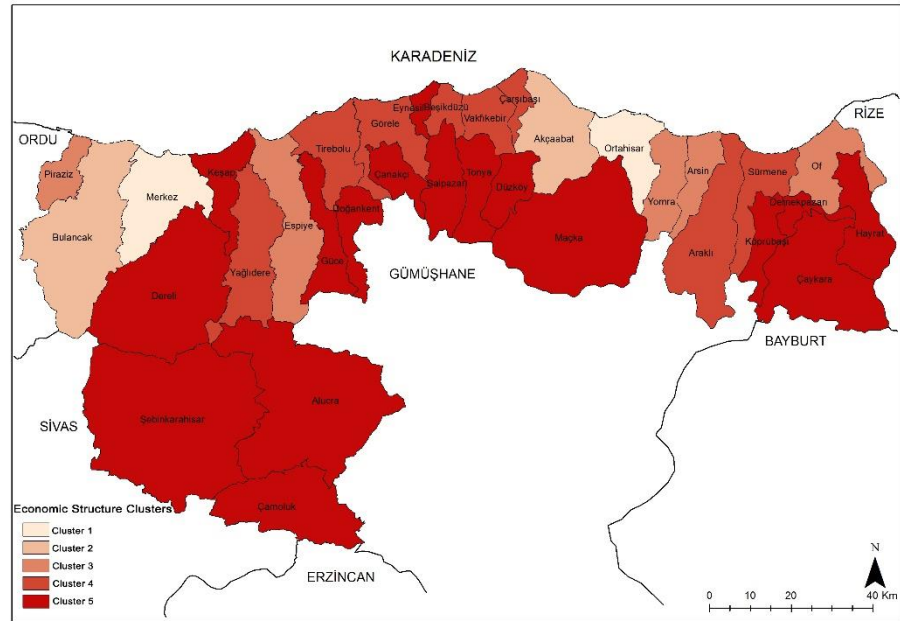 KARADENİZ
ORDU
RİZE
Piraziz
Merkez
Keşap
Tirebolu
Görele
Eynesil
Beşikdüzü
Vakfıkebir
Çarşıbaşı
Akçaabat
Ortahisar
Arsin
Sürmene
Of
Çanakçı
Şalpazarı
Tonya
Düzköy
Yomra
Dernekpazarı
Bulancak
Doğankent
Espiye
Maçka
Araklı
Köprübaşı
Hayrat
Güce
Yağlıdere
GÜMÜŞHANE
Çaykara
Dereli
BAYBURT
Alucra
Şebinkarahisar
SİVAS
Çamoluk
Economic Structure Clusters
Cluster 1
Cluster 2
Cluster 3
Cluster 4
Cluster 5
ERZİNCAN
N
0 10 20 40 Km